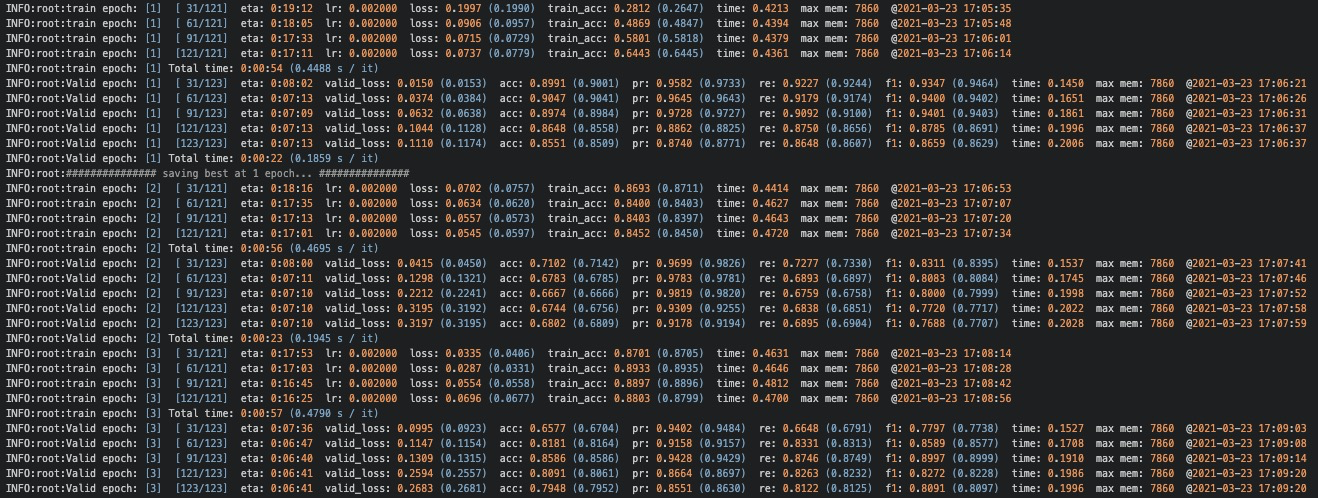 INFO:root:train epoch: [1] [ 31/121] eta: 0:19:12 lr: 0.002000 loss: 0.1997 (0.1990) train_acc: 0.2812 (0.2647) time: 0.4213 max mem: 7860 @2021-03-23 17:05:35
INFO:root:train epoch: [1] [ 61/121] eta: 0:18:05 lr: 0.002000 loss: 0.0906 (0.0957) train_acc: 0.4869 (0.4847) time: 0.4394 max mem: 7860 @2021-03-23 17:05:48
INFO:root:train epoch: [1] [ 91/121] eta: 0:17:33 lr: 0.002000 loss: 0.0715 (0.0729) train_acc: 0.5801 (0.5818) time: 0.4379 max mem: 7860 @2021-03-23 17:06:01
INFO:root:train epoch: [1] [121/121] eta: 0:17:11 lr: 0.002000 loss: 0.0737 (0.0779) train_acc: 0.6443 (0.6445) time: 0.4361 max mem: 7860 @2021-03-23 17:06:14
INFO:root:train epoch: [1] Total time: 0:00:54 (0.4488 s / it)
INFO:root:Valid epoch: [1] [ 31/123] eta: 0:08:02 valid_loss: 0.0150 (0.0153) acc: 0.8991 (0.9001) pr: 0.9582 (0.9733) re: 0.9227 (0.9244) f1: 0.9347 (0.9464) time: 0.1450 max mem: 7860 @2021-03-23 17:06:21
INFO:root:Valid epoch: [1] [ 61/123] eta: 0:07:13 valid_loss: 0.0374 (0.0384) acc: 0.9047 (0.9041) pr: 0.9645 (0.9643) re: 0.9179 (0.9174) f1: 0.9400 (0.9402) time: 0.1651 max mem: 7860 @2021-03-23 17:06:26
INFO:root:Valid epoch: [1] [ 91/123] eta: 0:07:09 valid_loss: 0.0632 (0.0638) acc: 0.8974 (0.8984) pr: 0.9728 (0.9727) re: 0.9092 (0.9100) f1: 0.9401 (0.9403) time: 0.1861 max mem: 7860 @2021-03-23 17:06:31
INFO:root:Valid epoch: [1] [121/123] eta: 0:07:13 valid_loss: 0.1044 (0.1128) acc: 0.8648 (0.8558) pr: 0.8862 (0.8825) re: 0.8750 (0.8656) f1: 0.8785 (0.8691) time: 0.1996 max mem: 7860 @2021-03-23 17:06:37
INFO:root:Valid epoch: [1] [123/123] eta: 0:07:13 valid_loss: 0.1110 (0.1174) acc: 0.8551 (0.8509) pr: 0.8740 (0.8771) re: 0.8648 (0.8607) f1: 0.8659 (0.8629) time: 0.2006 max mem: 7860 @2021-03-23 17:06:37
INFO:root:Valid epoch: [1] Total time: 0:00:22 (0.1859 s / it)
INFO:root:############### saving best at 1 epoch... ###############
INFO:root:train epoch: [2] [ 31/121] eta: 0:18:16 lr: 0.002000 loss: 0.0702 (0.0757) train_acc: 0.8693 (0.8711) time: 0.4414 max mem: 7860 @2021-03-23 17:06:53
INFO:root:train epoch: [2] [ 61/121] eta: 0:17:35 lr: 0.002000 loss: 0.0634 (0.0620) train_acc: 0.8400 (0.8403) time: 0.4627 max mem: 7860 @2021-03-23 17:07:07
INFO:root:train epoch: [2] [ 91/121] eta: 0:17:13 lr: 0.002000 loss: 0.0557 (0.0573) train_acc: 0.8403 (0.8397) time: 0.4643 max mem: 7860 @2021-03-23 17:07:20
INFO:root:train epoch: [2] [121/121] eta: 0:17:01 lr: 0.002000 loss: 0.0545 (0.0597) train_acc: 0.8452 (0.8450) time: 0.4720 max mem: 7860 @2021-03-23 17:07:34
INFO:root:train epoch: [2] Total time: 0:00:56 (0.4695 s / it)
INFO:root:Valid epoch: [2] [ 31/123] eta: 0:08:00 valid_loss: 0.0415 (0.0450) acc: 0.7102 (0.7142) pr: 0.9699 (0.9826) re: 0.7277 (0.7330) f1: 0.8311 (0.8395) time: 0.1537 max mem: 7860 @2021-03-23 17:07:41
INFO:root:Valid epoch: [2] [ 61/123] eta: 0:07:11 valid_loss: 0.1298 (0.1321) acc: 0.6783 (0.6785) pr: 0.9783 (0.9781) re: 0.6893 (0.6897) f1: 0.8083 (0.8084) time: 0.1745 max mem: 7860 @2021-03-23 17:07:46
INFO:root:Valid epoch: [2] [ 91/123] eta: 0:07:10 valid_loss: 0.2212 (0.2241) acc: 0.6667 (0.6666) pr: 0.9819 (0.9820) re: 0.6759 (0.6758) f1: 0.8000 (0.7999) time: 0.1998 max mem: 7860 @2021-03-23 17:07:52
INFO:root:Valid epoch: [2] [121/123] eta: 0:07:10 valid_loss: 0.3195 (0.3192) acc: 0.6744 (0.6756) pr: 0.9309 (0.9255) re: 0.6838 (0.6851) f1: 0.7720 (0.7717) time: 0.2022 max mem: 7860 @2021-03-23 17:07:58
INFO:root:Valid epoch: [2] [123/123] eta: 0:07:10 valid_loss: 0.3197 (0.3195) acc: 0.6802 (0.6809) pr: 0.9178 (0.9194) re: 0.6895 (0.6904) f1: 0.7688 (0.7707) time: 0.2028 max mem: 7860 @2021-03-23 17:07:59
INFO:root:Valid epoch: [2] Total time: 0:00:23 (0.1945 s / it)
INFO:root:train epoch: [3] [ 31/121] eta: 0:17:53 lr: 0.002000 loss: 0.0335 (0.0406) train_acc: 0.8701 (0.8705) time: 0.4631 max mem: 7860 @2021-03-23 17:08:14
INFO:root:train epoch: [3] [ 61/121] eta: 0:17:03 lr: 0.002000 loss: 0.0287 (0.0331) train_acc: 0.8933 (0.8935) time: 0.4646 max mem: 7860 @2021-03-23 17:08:28
INFO:root:train epoch: [3] [ 91/121] eta: 0:16:45 lr: 0.002000 loss: 0.0554 (0.0558) train_acc: 0.8897 (0.8896) time: 0.4812 max mem: 7860 @2021-03-23 17:08:42
INFO:root:train epoch: [3] [121/121] eta: 0:16:25 lr: 0.002000 loss: 0.0696 (0.0677) train_acc: 0.8803 (0.8799) time: 0.4700 max mem: 7860 @2021-03-23 17:08:56
INFO:root:train epoch: [3] Total time: 0:00:57 (0.4790 s / it)
INFO:root:Valid epoch: [3] [ 31/123] eta: 0:07:36 valid_loss: 0.0995 (0.0923) acc: 0.6577 (0.6704) pr: 0.9402 (0.9484) re: 0.6648 (0.6791) f1: 0.7797 (0.7738) time: 0.1527 max mem: 7860 @2021-03-23 17:09:03
INFO:root:Valid epoch: [3] [ 61/123] eta: 0:06:47 valid_loss: 0.1147 (0.1154) acc: 0.8181 (0.8164) pr: 0.9158 (0.9157) re: 0.8331 (0.8313) f1: 0.8589 (0.8577) time: 0.1708 max mem: 7860 @2021-03-23 17:09:08
INFO:root:Valid epoch: [3] [ 91/123] eta: 0:06:40 valid_loss: 0.1309 (0.1315) acc: 0.8586 (0.8586) pr: 0.9428 (0.9429) re: 0.8746 (0.8749) f1: 0.8997 (0.8999) time: 0.1910 max mem: 7860 @2021-03-23 17:09:14
INFO:root:Valid epoch: [3] [121/123] eta: 0:06:41 valid_loss: 0.2594 (0.2557) acc: 0.8091 (0.8061) pr: 0.8664 (0.8697) re: 0.8263 (0.8232) f1: 0.8272 (0.8228) time: 0.1986 max mem: 7860 @2021-03-23 17:09:20
INFO:root:Valid epoch: [3] [123/123] eta: 0:06:41 valid_loss: 0.2683 (0.2681) acc: 0.7948 (0.7952) pr: 0.8551 (0.8630) re: 0.8122 (0.8125) f1: 0.8091 (0.8097) time: 0.1996 max mem: 7860 @2021-03-23 17:09:20